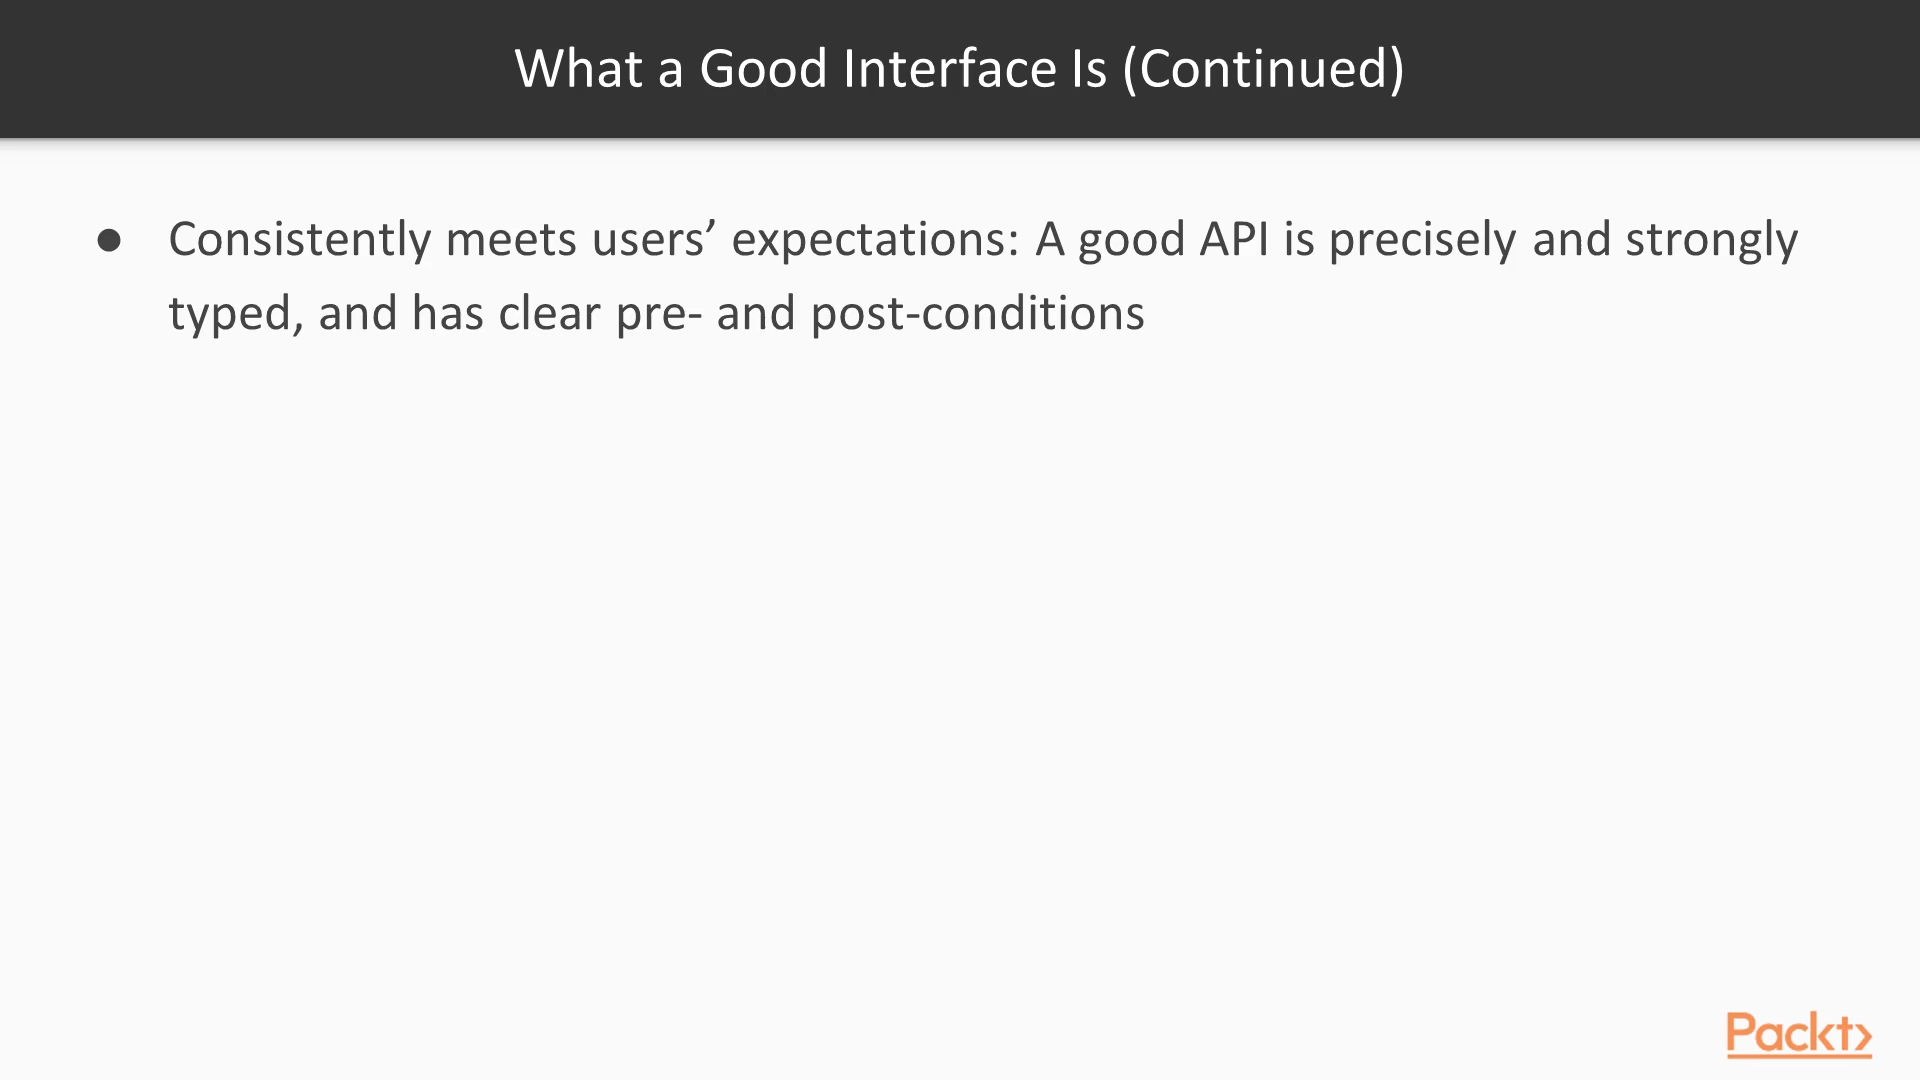 What a Good Interface Is (Continued)
● Consistently meets users’ expectations: A good API is precisely and strongly
typed, and has clear pre- and post-conditions
Packt>